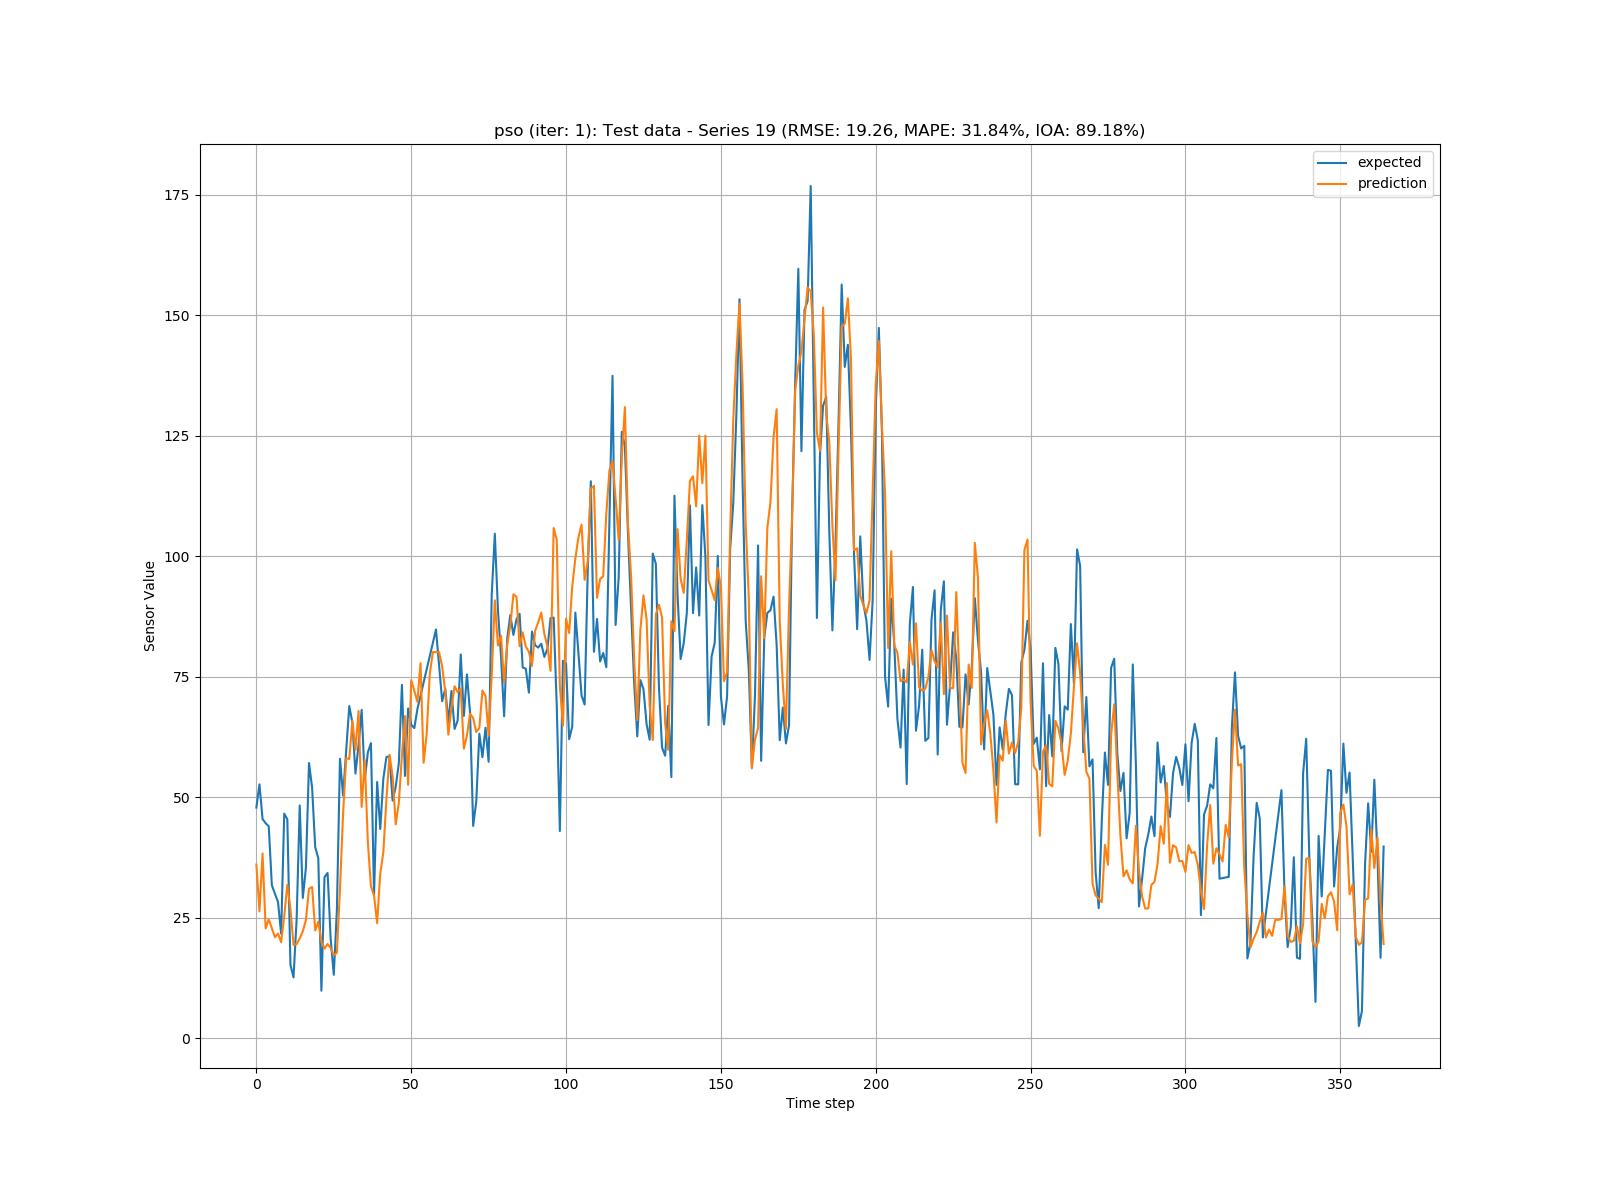 pso (iter: 1): Test data - Series 19 (RMSE: 19.26, MAPE: 31.84%, IOA: 89.18%)
expected
prediction
175
150
125
100
75
50
25
0
Sensor Value
0 50 100 150 200 250 300 350
Time step